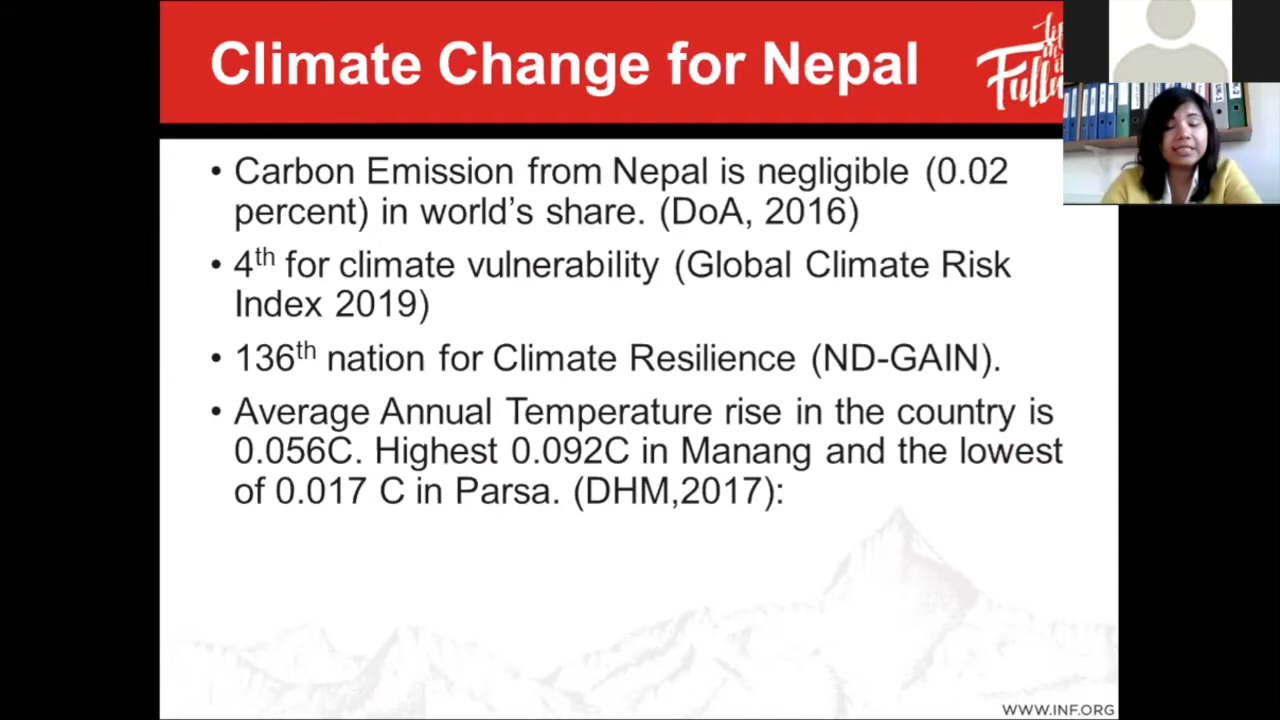 Climate Change for Nepal
• Carbon Emission from Nepal is negligible (0.02
percent) in world's share. (DoA, 2016)
• 4th for climate vulnerability (Global Climate Risk
Index 2019)
• 136th nation for Climate Resilience (ND-GAIN).
• Average Annual Temperature rise in the country is
0.056C. Highest 0.092C in Manang and the lowest
of 0.017 C in Parsa. (DHM,2017):
WWW.INF.ORG